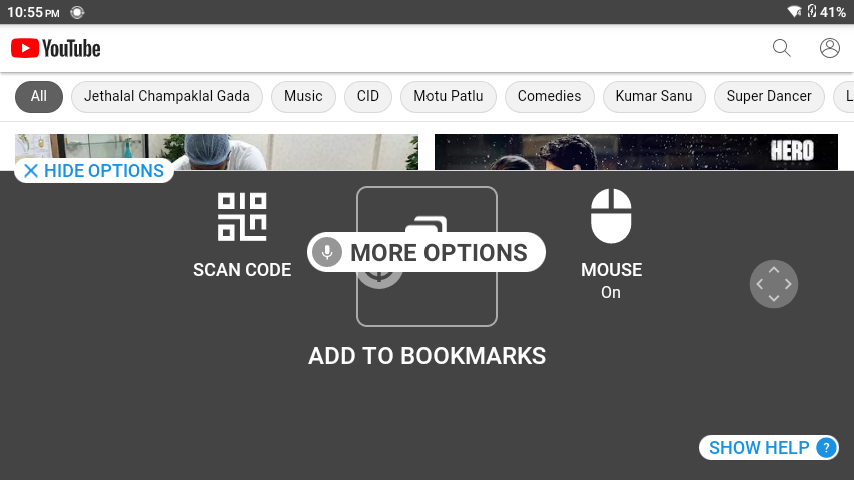 10:55 PM
41%
YouTube
All
Jethalal Champaklal Gada
Music
CID
Motu Patlu
Comedies
Kumar Sanu
Super Dancer
L
HERO
HIDE OPTIONS
MORE OPTIONS
SCAN CODE
MOUSE
On
ADD TO BOOKMARKS
SHOW HELP ?